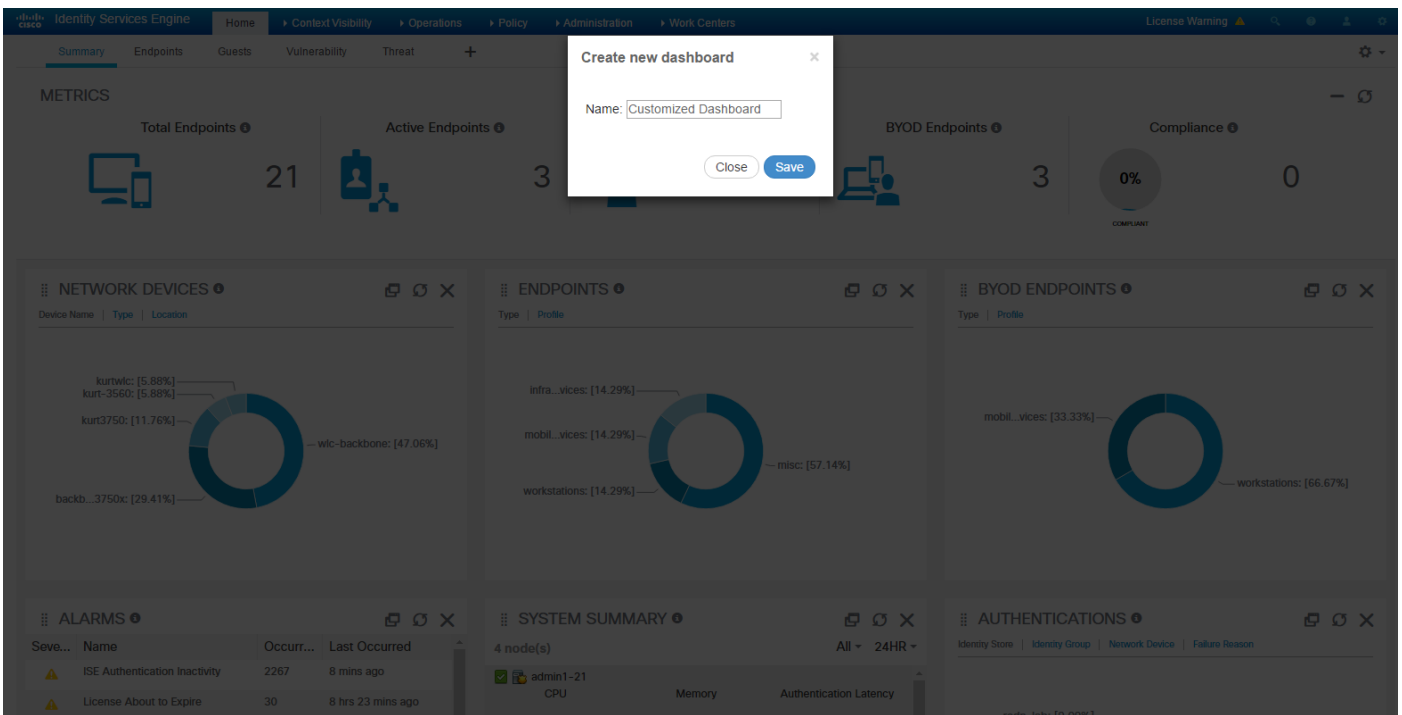 cisco Identity Services Engine Home Context Visibility Operations Policy Administration Work Centers License Warning
Summary Endpoints Guests Vulnerability Threat +
Create new dashboard ×
Name: Customized Dashboard
Close Save
METRICS
Total Endpoints Active Endpoints BYOD Endpoints Compliance
21 3 3 0% 0
COMPLIANT
NETWORK DEVICES
Device Name | Type | Location
kurtwlc: [5.88%]
kurt-3560: [5.88%]
kurt3750: [11.76%]
wlc-backbone: [47.06%]
backb...3750x: [29.41%]
ENDPOINTS
Type | Profile
infra...vices: [14.29%]
mobil...vices: [14.29%]
misc: [57.14%]
workstations: [14.29%]
BYOD ENDPOINTS
Type | Profile
mobil...vices: [33.33%]
workstations: [66.67%]
ALARMS
Seve... Name Occurr... Last Occurred
ISE Authentication Inactivity 2267 8 mins ago
License About to Expire 30 8 hrs 23 mins ago
SYSTEM SUMMARY
4 node(s) All 24HR
admin1-21
CPU Memory Authentication Latency
AUTHENTICATIONS
Identity Store | Identity Group | Network Device | Failure Reason